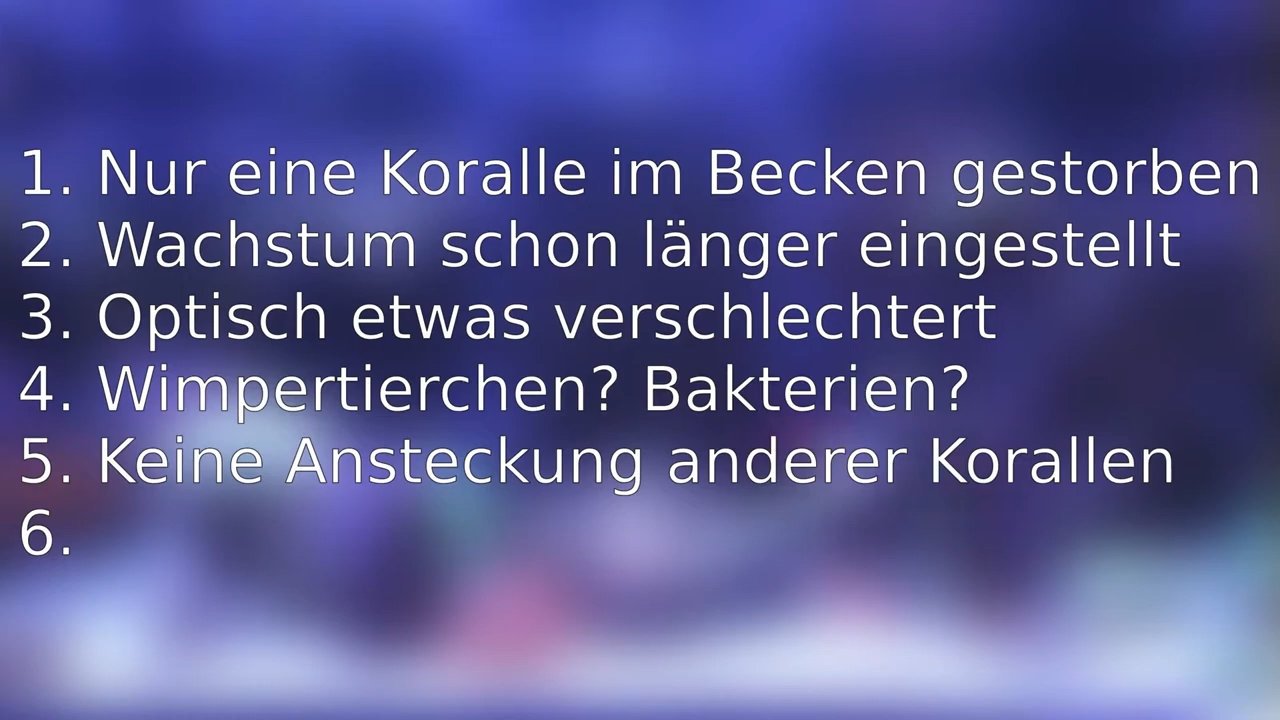 1. Nur eine Koralle im Becken gestorben
2. Wachstum schon länger eingestellt
3. Optisch etwas verschlechtert
4. Wimpertierchen? Bakterien?
5. Keine Ansteckung anderer Korallen
6.